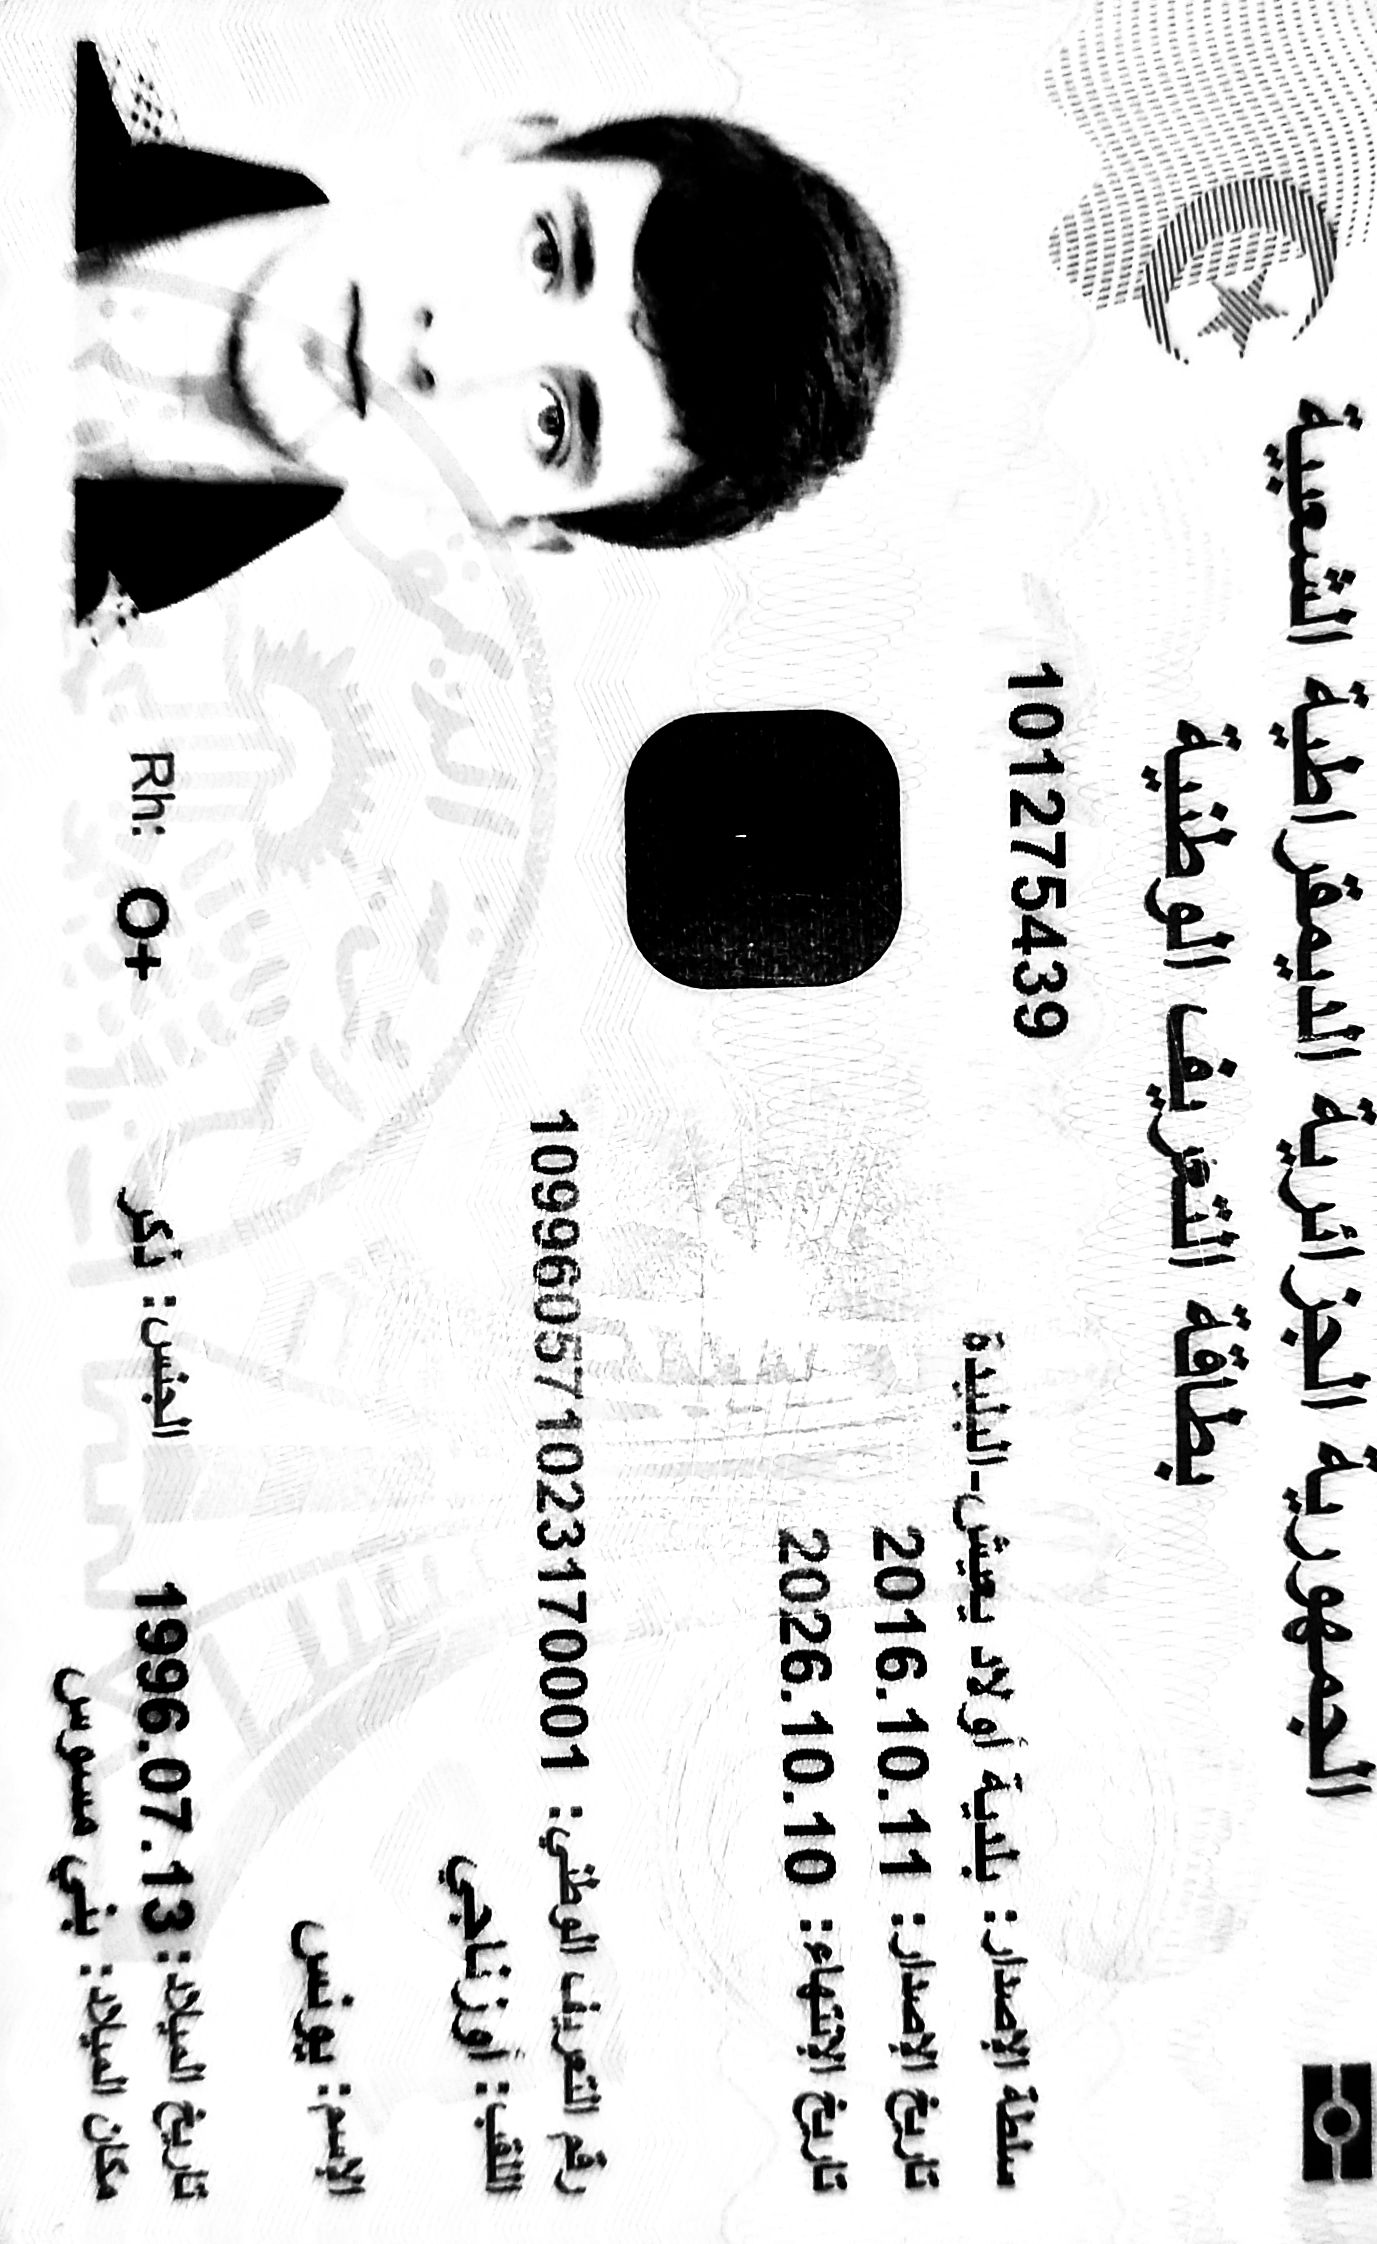 الجمهورية الجزائرية الديمقراطية الشعبية
بطاقة التعريف الوطنية
101275439
سلطة الإصدار: بلدية أولاد يعيش-البليدة
تاريخ الإصدار: 2016.10.11
تاريخ الإنتهاء: 2026.10.10
رقم التعريف الوطني: 109960571023170001
اللقب: أوزناجي
الإسم: يونس
تاريخ الميلاد: 1996.07.13 الجنس: ذكر Rh: O+
مكان الميلاد: بني مسوس